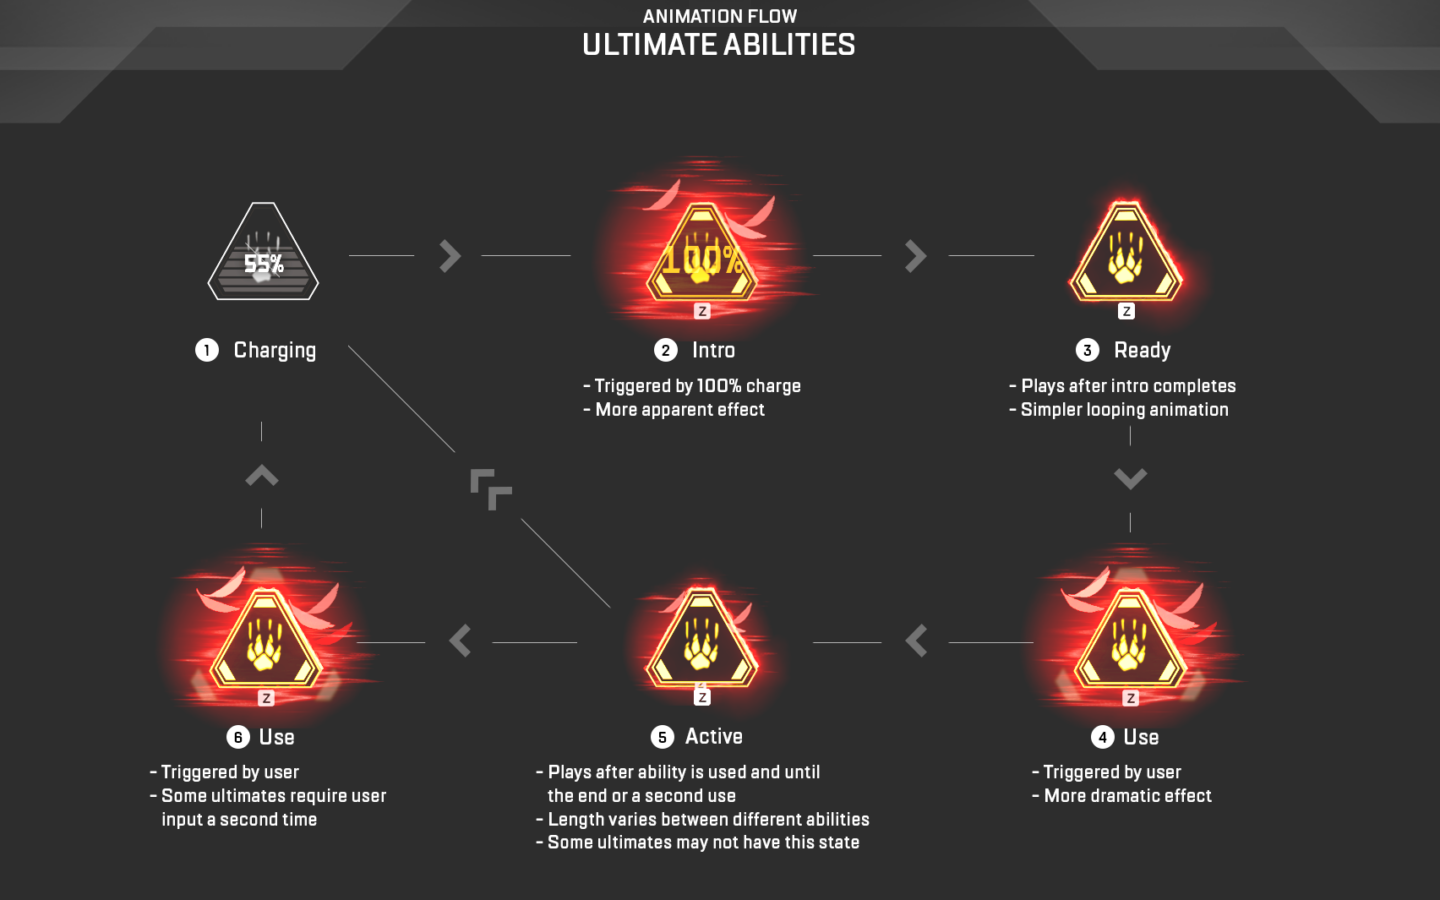 ANIMATION FLOW
ULTIMATE ABILITIES
55%
100%
Z
Z
1 Charging
2 Intro
- Triggered by 100% charge
- More apparent effect
3 Ready
- Plays after intro completes
- Simpler looping animation
Z
Z
Z
6 Use
- Triggered by user
- Some ultimates require user
input a second time
5 Active
- Plays after ability is used and until
the end or a second use
- Length varies between different abilities
- Some ultimates may not have this state
4 Use
- Triggered by user
- More dramatic effect